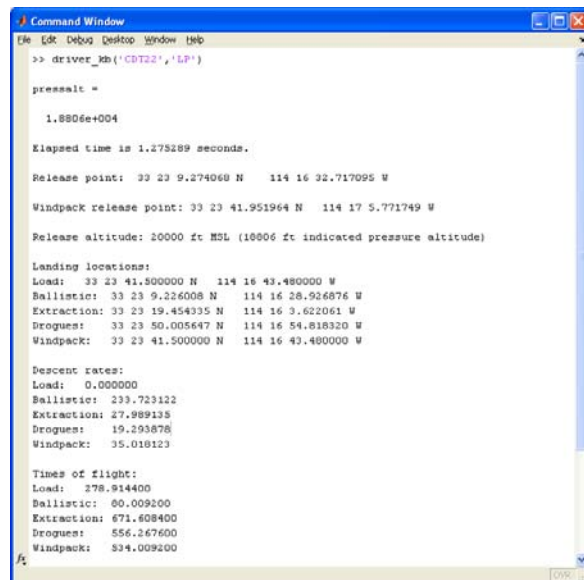 Command Window
File Edit Debug Desktop Window Help
>> driver_kb('CDT22','LP')
pressalt =
1.8806e+004
Elapsed time is 1.275289 seconds.
Release point: 33 23 9.274068 N 114 16 32.717095 W
Windpack release point: 33 23 41.951964 N 114 17 5.771749 W
Release altitude: 20000 ft MSL (18806 ft indicated pressure altitude)
Landing locations:
Load: 33 23 41.500000 N 114 16 43.480000 W
Ballistic: 33 23 9.226008 N 114 16 28.926876 W
Extraction: 33 23 19.454335 N 114 16 3.622061 W
Drogues: 33 23 50.005647 N 114 16 54.818320 W
Windpack: 33 23 41.500000 N 114 16 43.480000 W
Descent rates:
Load: 0.000000
Ballistic: 233.723122
Extraction: 27.989135
Drogues: 19.293878
Windpack: 35.018123
Times of flight:
Load: 278.914400
Ballistic: 80.009200
Extraction: 671.608400
Drogues: 556.267600
Windpack: 534.009200
fx
OVR